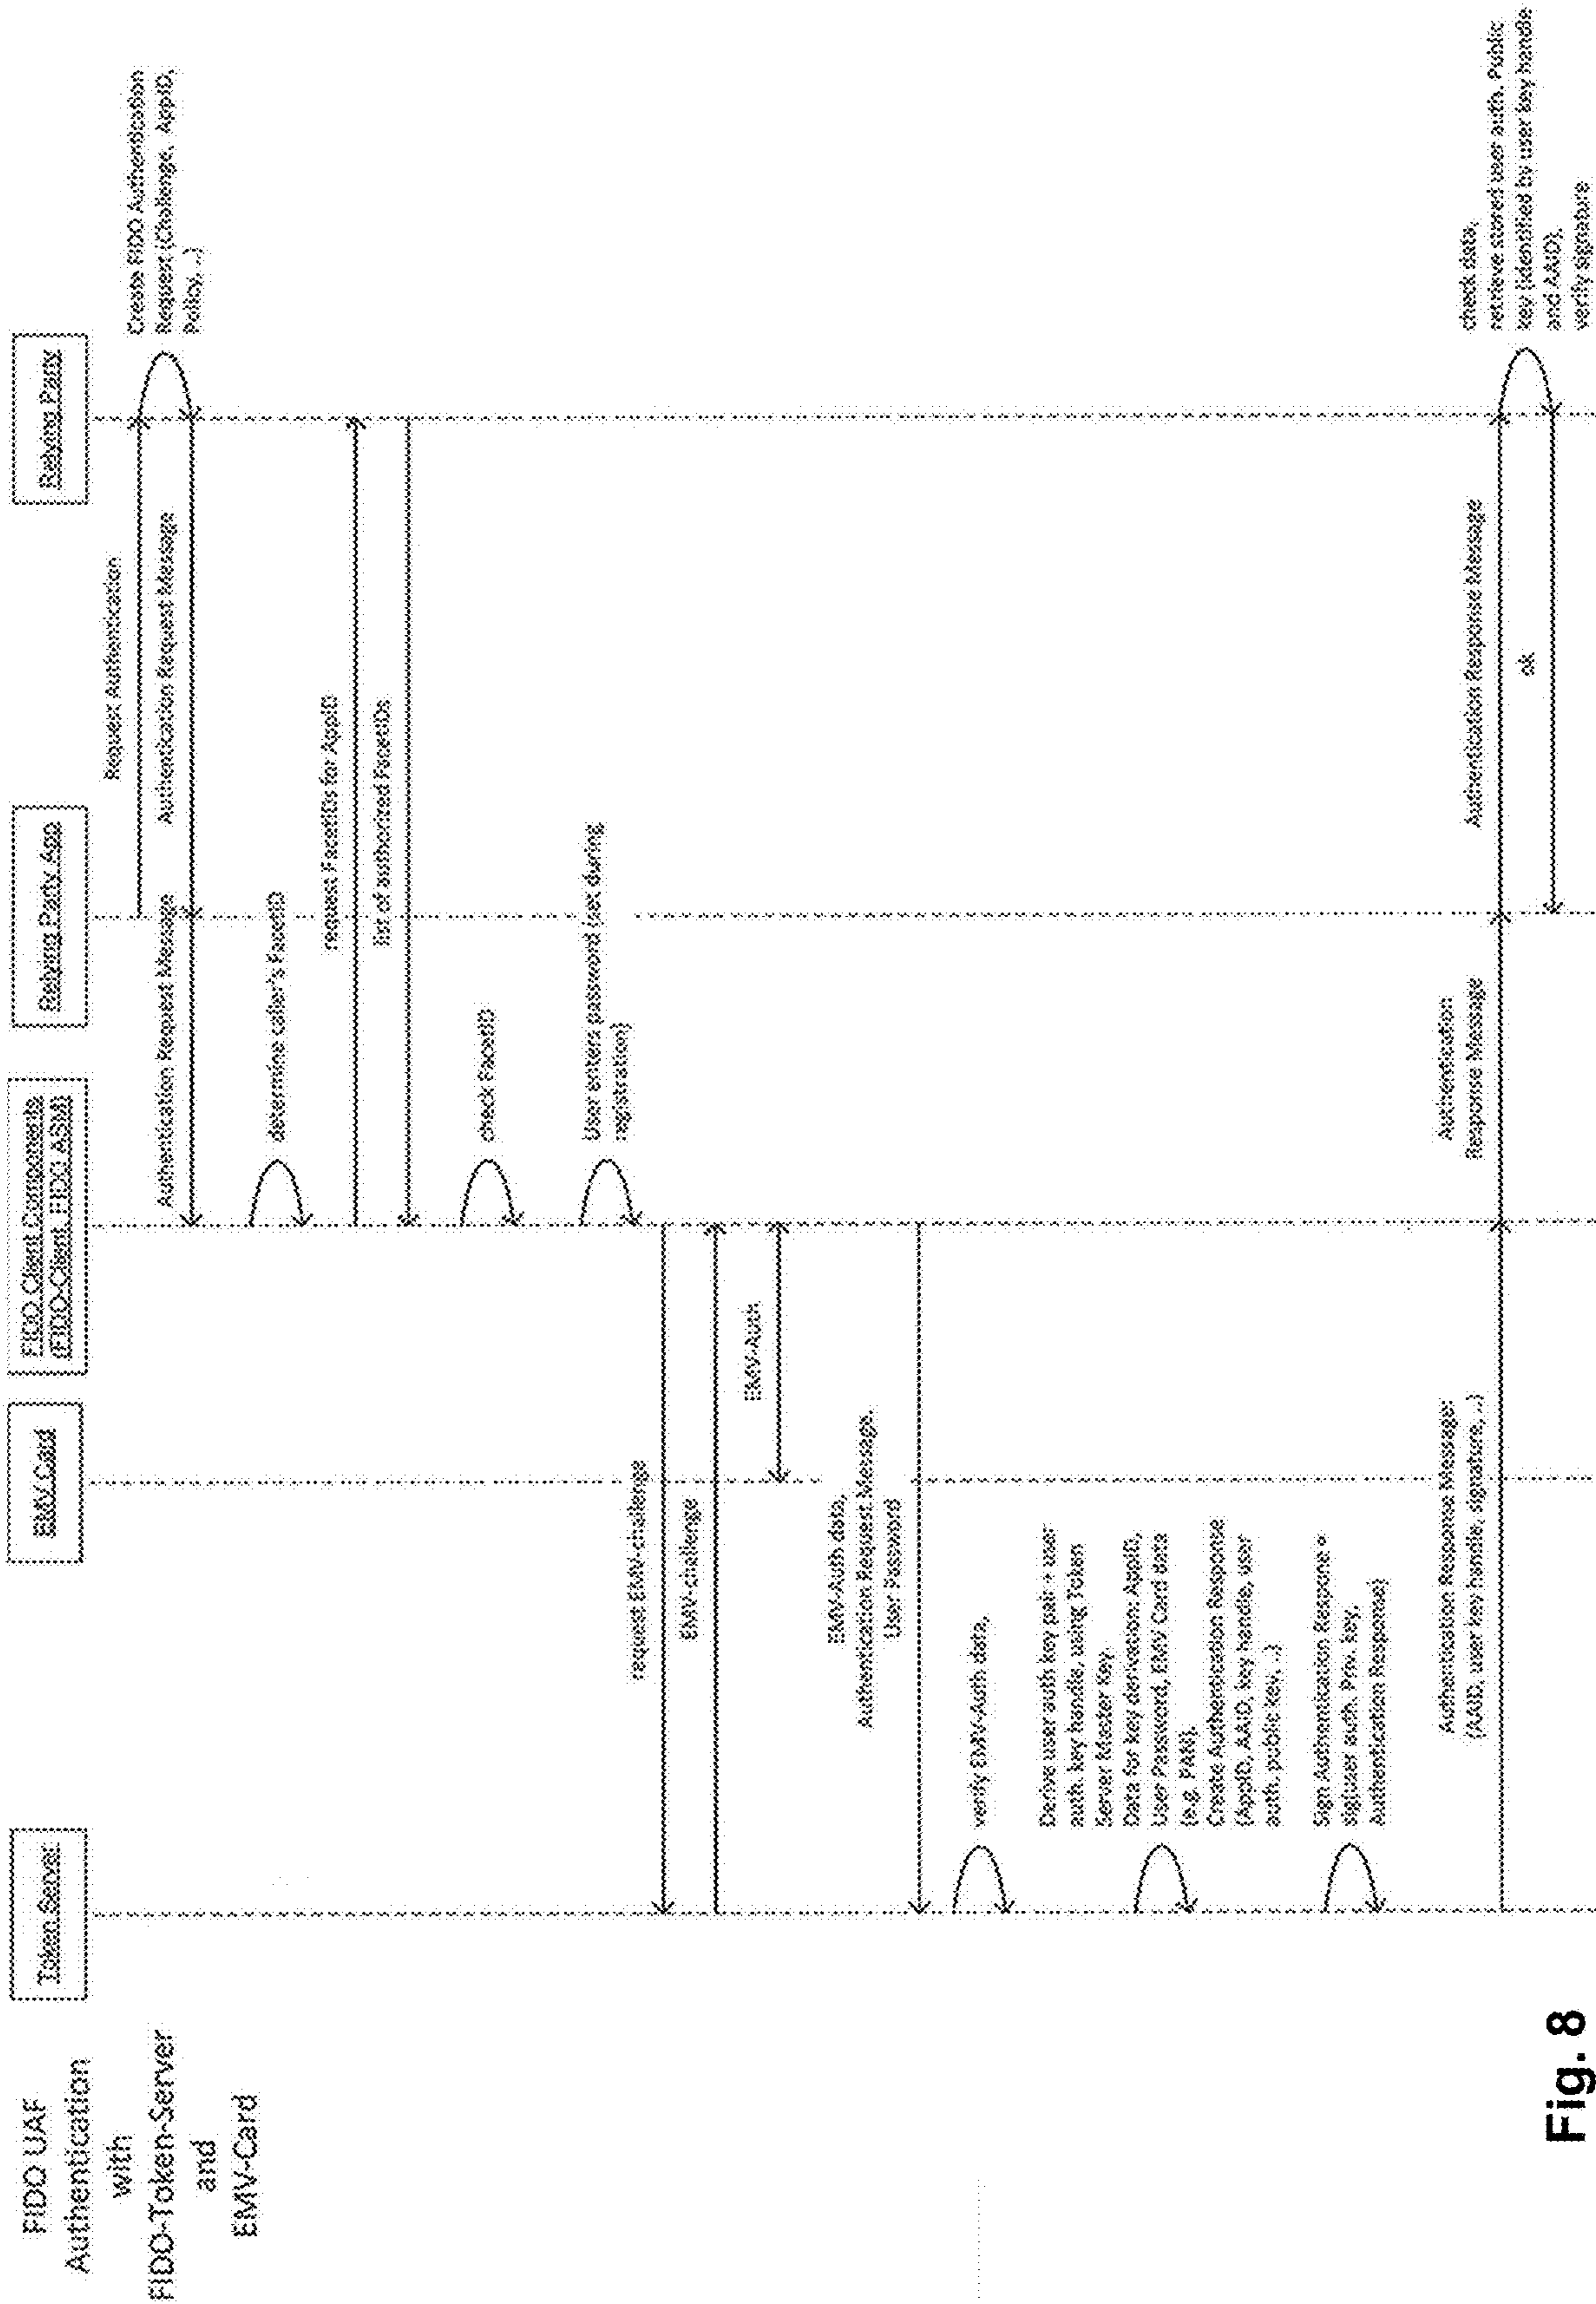 FIDO UAF
Authentication
with
FIDO-Token-Server
and
EMV-Card
Token Server
EMV Card
FIDO Client Components
(FIDO-Client, FIDO ASM)
Relying Party App
Relying Party
Request Authentication
Create FIDO Authentication
Request (Challenge, AppID,
Policy, ..)
Authentication Request Message
Authentication Request Message
determine caller's FacetID
request FacetIDs for AppID
list of authorized FacetIDs
check FacetID
User enters password (set during
registration)
request EMV-challenge
EMV-challenge
EMV-Auth
EMV-Auth data,
Authentication Request Message,
User Password
verify EMV-Auth data,
Derive user auth key pair + user
auth. key handle, using Token
Server Master Key.
Data for key derivation: AppID,
User Password, EMV Card data
(e.g. PAN).
Create Authentication Response
(AppID, AAID, key handle, user
auth public key, ..)
Sign Authentication Respone =
Sig(user auth. Priv. key,
Authentication Response)
Authentication Response Message:
(AAID, user key handle, signature, ..)
Authentication
Response Message
Authentication Response Message
check data,
retrieve stored user auth. Public
key (identified by user key handle
and AAID),
verify signature
ok
Fig. 8